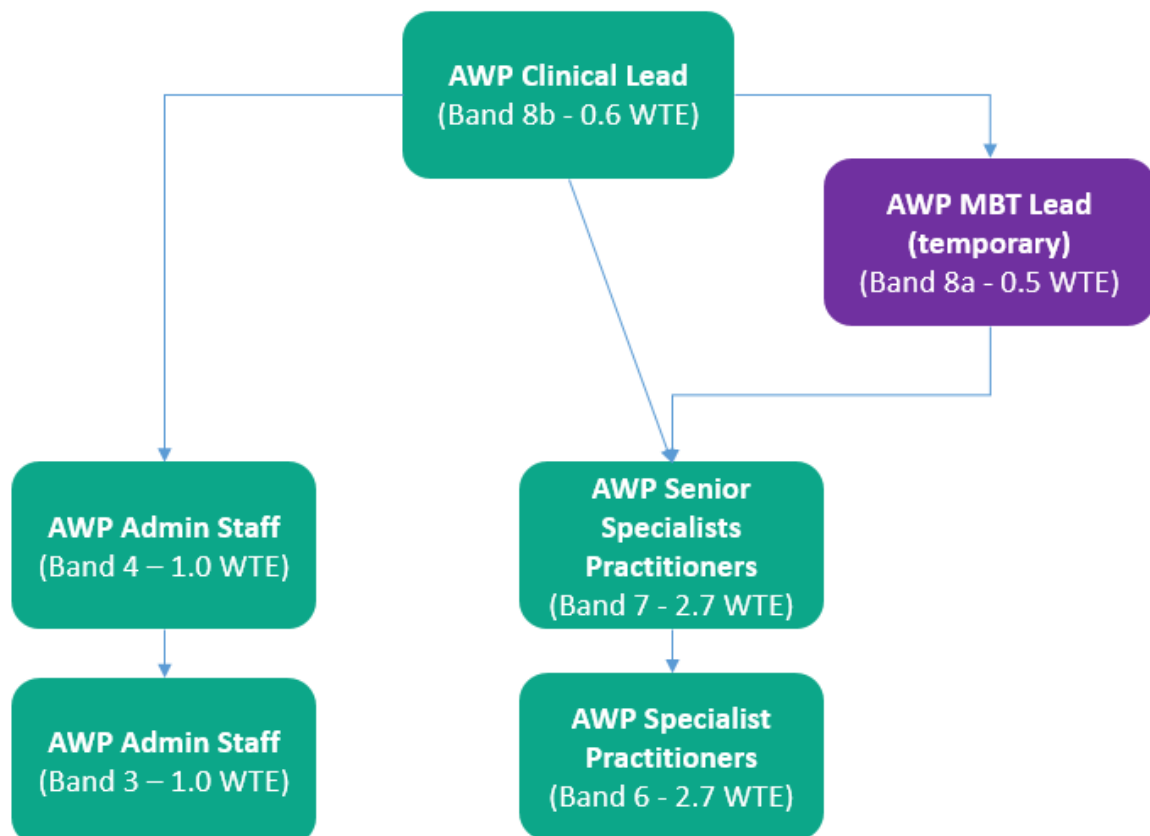 AWP Clinical Lead
(Band 8b - 0.6 WTE)
AWP MBT Lead
(temporary)
(Band 8a - 0.5 WTE)
AWP Admin Staff
(Band 4 – 1.0 WTE)
AWP Senior
Specialists
Practitioners
(Band 7 - 2.7 WTE)
AWP Admin Staff
(Band 3 – 1.0 WTE)
AWP Specialist
Practitioners
(Band 6 - 2.7 WTE)